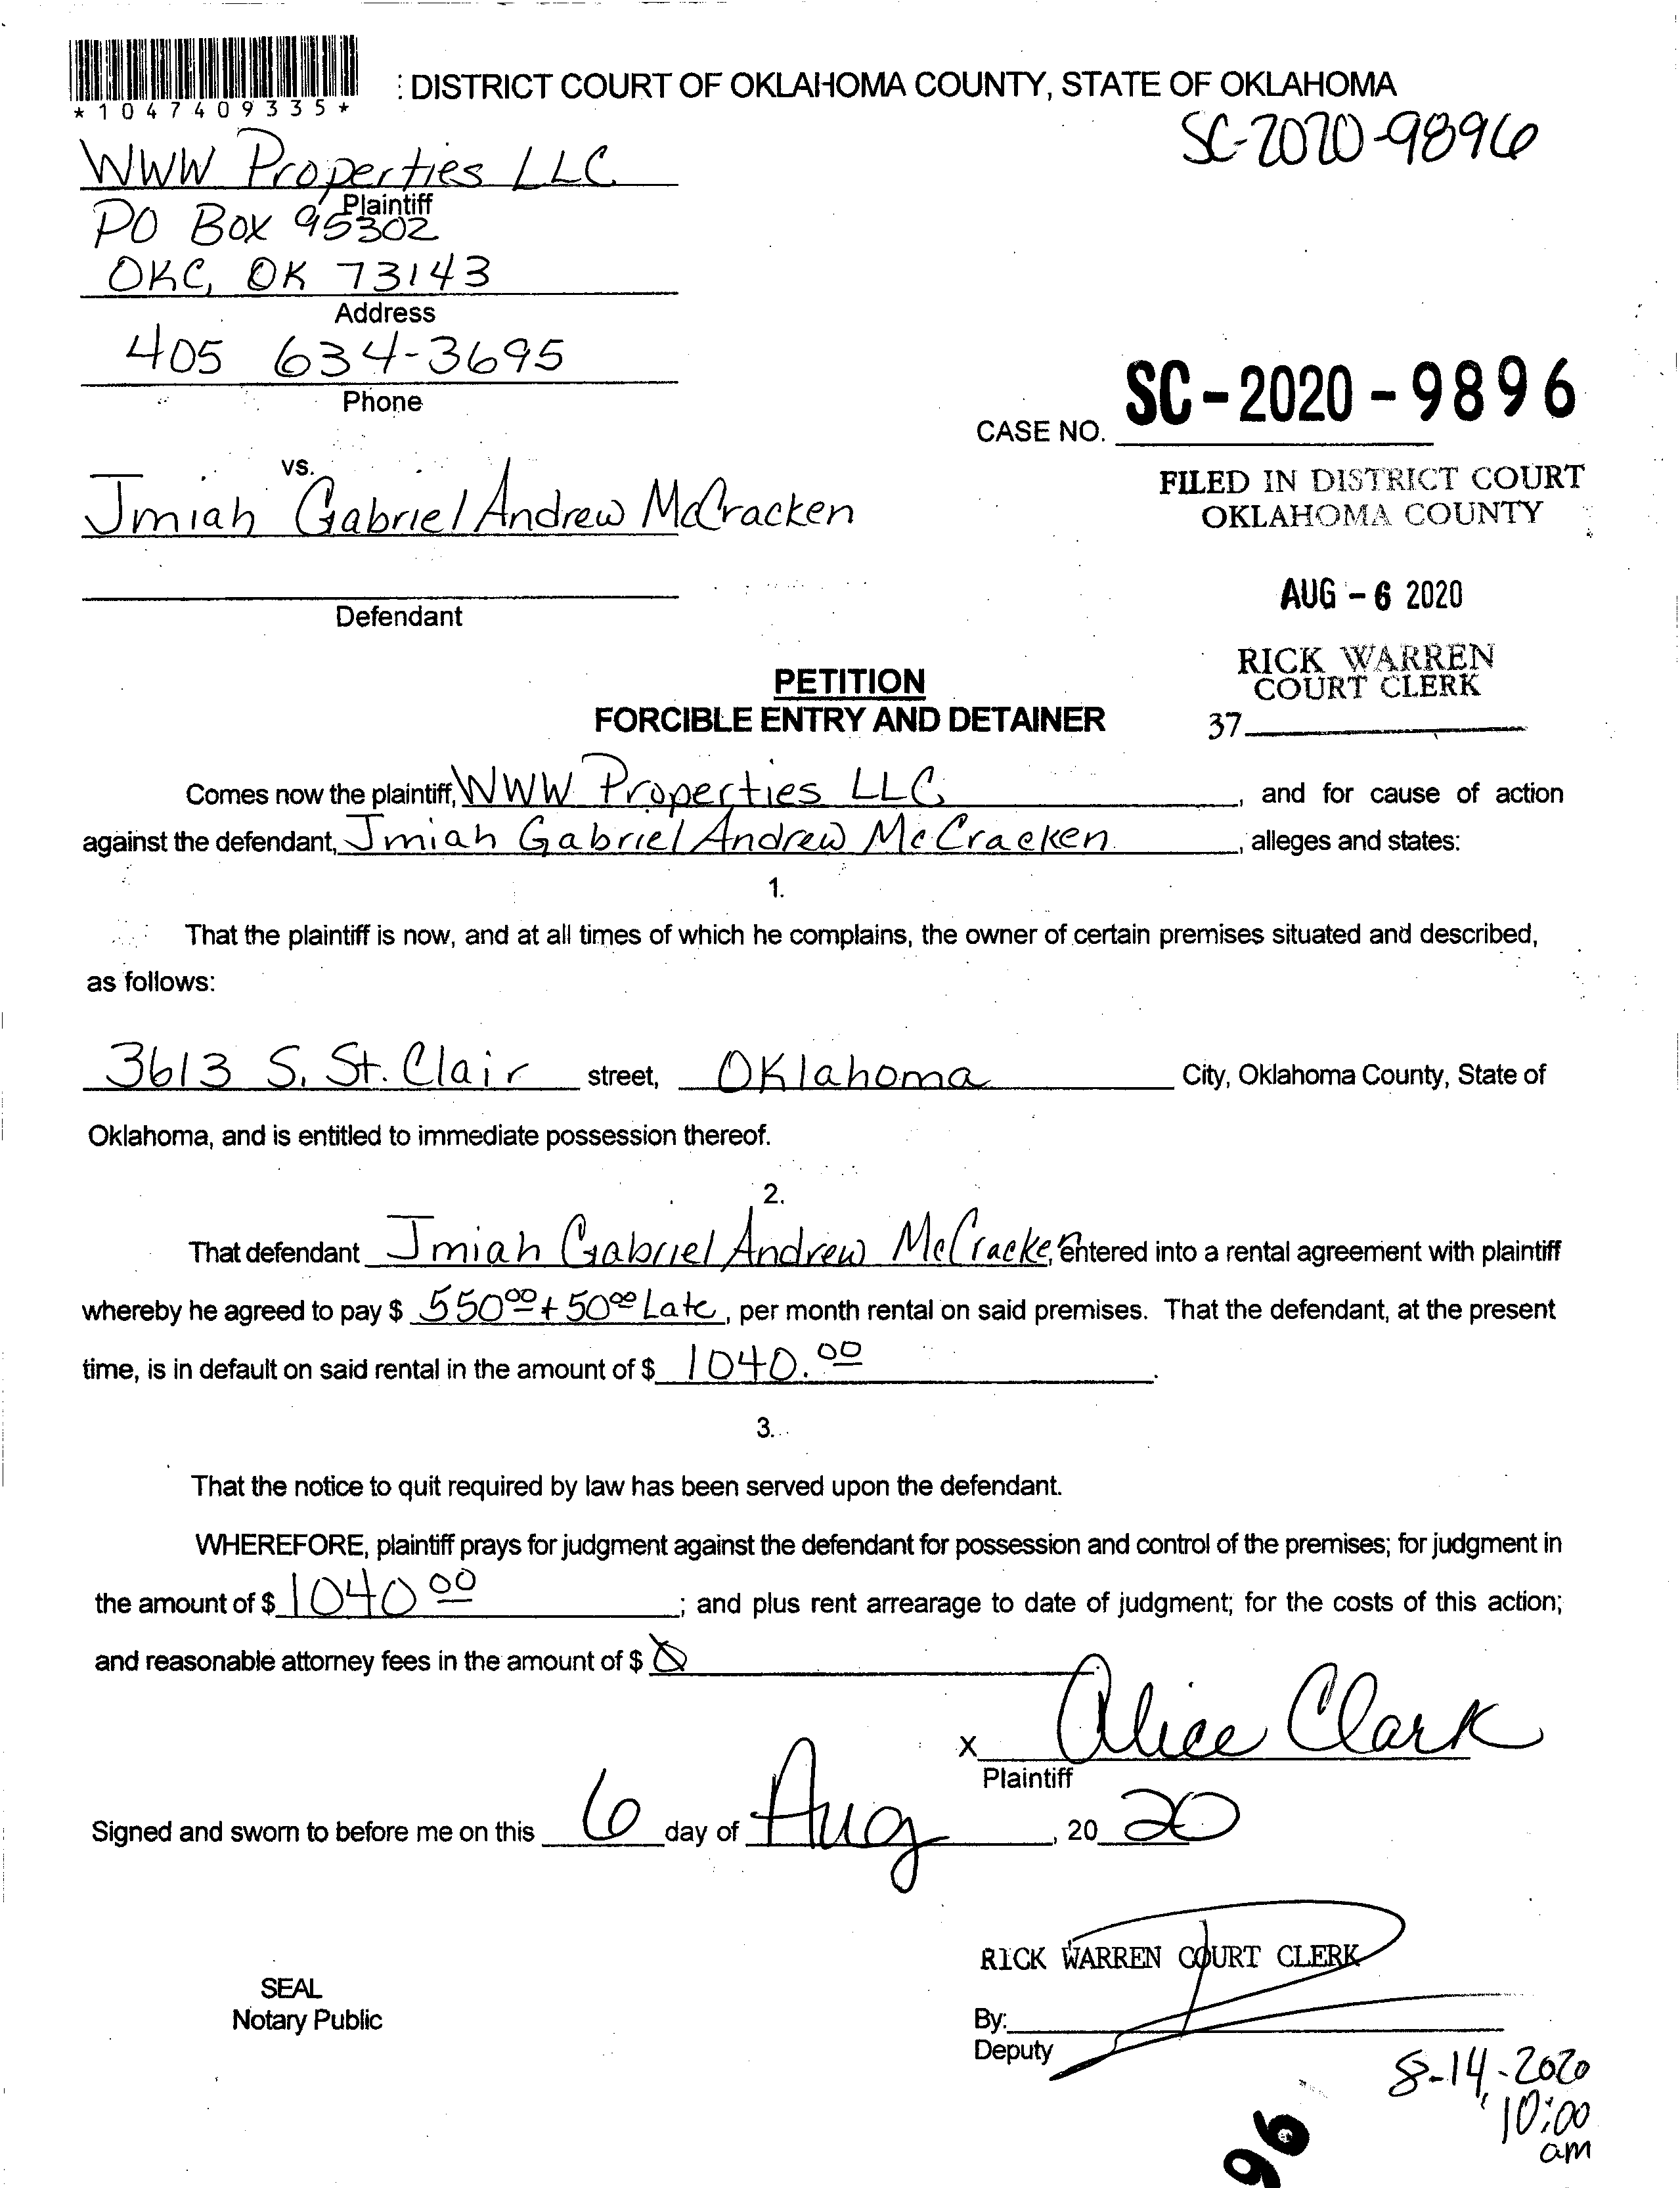 *1047409335*
: DISTRICT COURT OF OKLAHOMA COUNTY, STATE OF OKLAHOMA
SC-2020-9896
WWW Properties LLC
Plaintiff
PO Box 95302
OKC, OK 73143
Address
405 634-3695
Phone
CASE NO. SC-2020-9896
vs.
FILED IN DISTRICT COURT
OKLAHOMA COUNTY
Jmiah Gabriel Andrew McCracken
AUG -6 2020
Defendant
RICK WARREN
COURT CLERK
37
PETITION
FORCIBLE ENTRY AND DETAINER
Comes now the plaintiff, WWW Properties LLC, and for cause of action
against the defendant, Jmiah Gabriel Andrew McCracken, alleges and states:
1.
That the plaintiff is now, and at all times of which he complains, the owner of certain premises situated and described,
as follows:
3613 S. St. Clair street, Oklahoma City, Oklahoma County, State of
Oklahoma, and is entitled to immediate possession thereof.
2.
That defendant Jmiah Gabriel Andrew McCracken, entered into a rental agreement with plaintiff
whereby he agreed to pay $ 550 00 + 50 00 Late, per month rental on said premises. That the defendant, at the present
time, is in default on said rental in the amount of $ 1040.00.
3.
That the notice to quit required by law has been served upon the defendant.
WHEREFORE, plaintiff prays for judgment against the defendant for possession and control of the premises; for judgment in
the amount of $ 1040 00; and plus rent arrearage to date of judgment; for the costs of this action;
and reasonable attorney fees in the amount of $ 0
X Alice Clark
Plaintiff
Signed and sworn to before me on this 6 day of Aug, 20 20
RICK WARREN COURT CLERK
SEAL
Notary Public
By:
Deputy
8-14-2020
10:00
am
96